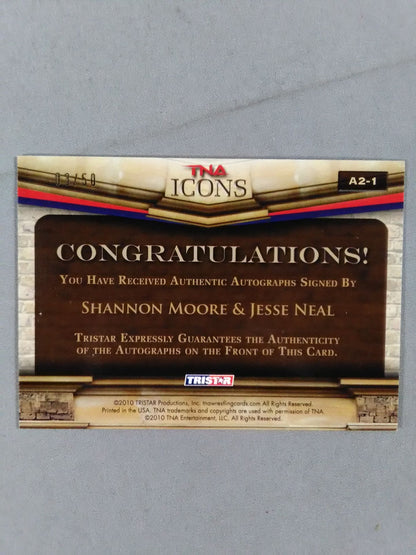 TNA
ICONS
03/50
A2-1
CONGRATULATIONS!
YOU HAVE RECEIVED AUTHENTIC AUTOGRAPHS SIGNED BY
SHANNON MOORE & JESSE NEAL
TRISTAR EXPRESSLY GUARANTEES THE AUTHENTICITY
OF THE AUTOGRAPHS ON THE FRONT OF THIS CARD.
TRISTAR
©2010 TRISTAR Productions, Inc. tnawrestlingcards.com All Rights Reserved.
Printed in the USA. TNA trademarks and copyrights are used with permission of TNA
©2010 TNA Entertainment, LLC. All Rights Reserved.